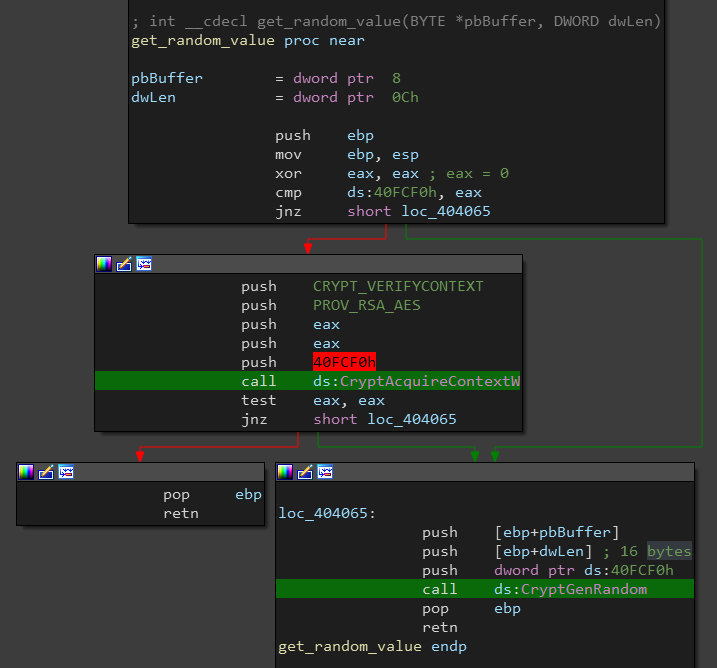 ; int __cdecl get_random_value(BYTE *pbBuffer, DWORD dwLen)
get_random_value proc near
pbBuffer = dword ptr 8
dwLen = dword ptr 0Ch
push ebp
mov ebp, esp
xor eax, eax ; eax = 0
cmp ds:40FCF0h, eax
jnz short loc_404065
push CRYPT_VERIFYCONTEXT
push PROV_RSA_AES
push eax
push eax
push 40FCF0h
call ds:CryptAcquireContextW
test eax, eax
jnz short loc_404065
pop ebp
retn
loc_404065:
push [ebp+pbBuffer]
push [ebp+dwLen] ; 16 bytes
push dword ptr ds:40FCF0h
call ds:CryptGenRandom
pop ebp
retn
get_random_value endp